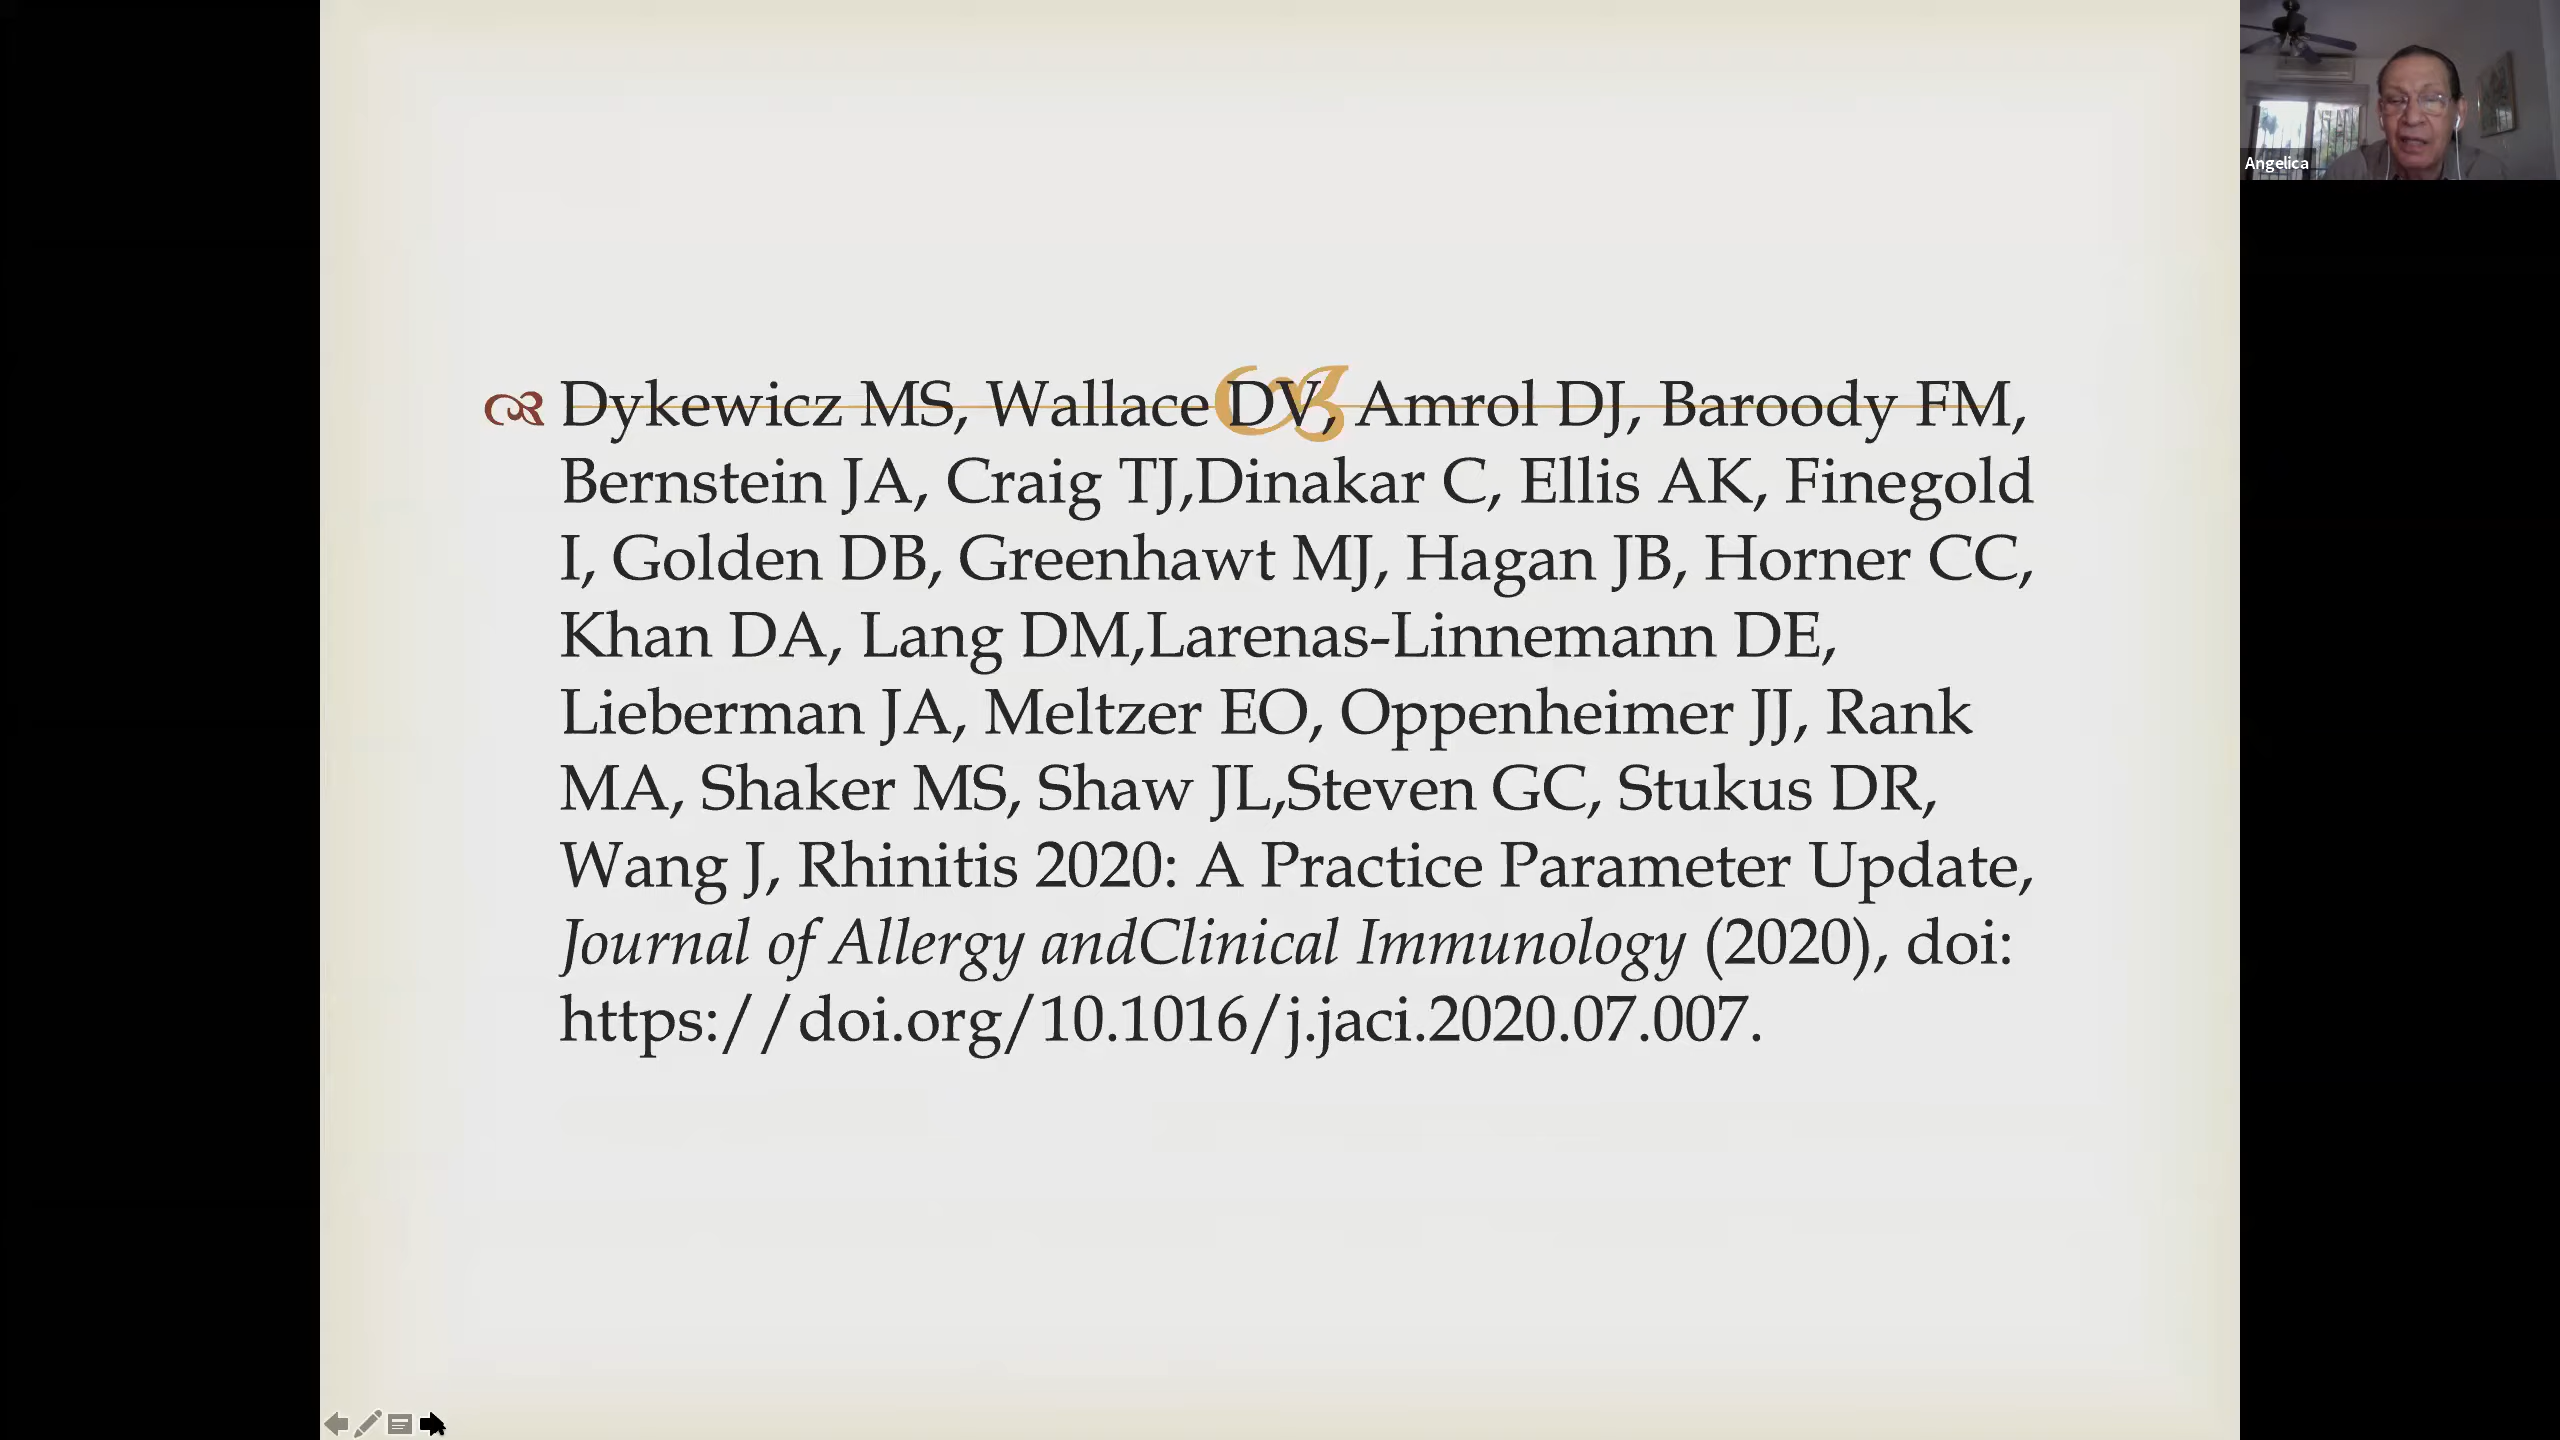 Dykewicz MS, Wallace DV, Amrol DJ, Baroody FM,
Bernstein JA, Craig TJ,Dinakar C, Ellis AK, Finegold
I, Golden DB, Greenhawt MJ, Hagan JB, Horner CC,
Khan DA, Lang DM,Larenas-Linnemann DE,
Lieberman JA, Meltzer EO, Oppenheimer JJ, Rank
MA, Shaker MS, Shaw JL,Steven GC, Stukus DR,
Wang J, Rhinitis 2020: A Practice Parameter Update,
Journal of Allergy andClinical Immunology (2020), doi:
https://doi.org/10.1016/j.jaci.2020.07.007.
Angelica